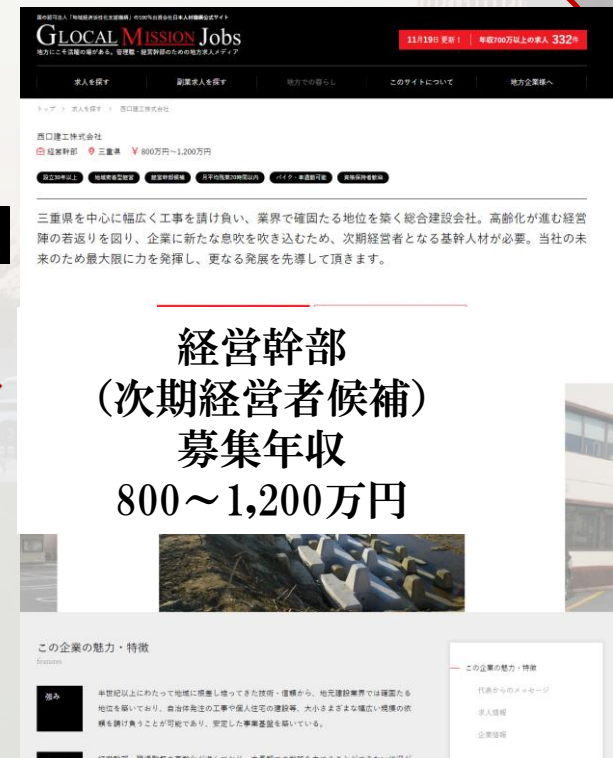 国の認可法人「地域経済活性化支援機構」の100%出資会社日本人材機構公式サイト
GLOCAL MISSION Jobs
地方にこそ活躍の場がある。管理職・経営幹部のための地方求人メディア
11月19日 更新! 年収700万以上の求人 332件
求人を探す 副業求人を探す 地方での暮らし このサイトについて 地方企業様へ
トップ 求人を探す 西口建工株式会社
西口建工株式会社
経営幹部 三重県 ¥ 800万円~1,200万円
設立30年以上 地域密着型経営 経営幹部候補 月平均残業20時間以内 バイク・車通勤可能 資格保持者歓迎
三重県を中心に幅広く工事を請け負い、業界で確固たる地位を築く総合建設会社。高齢化が進む経営
陣の若返りを図り、企業に新たな息吹を吹き込むため、次期経営者となる基幹人材が必要。当社の未
来のため最大限に力を発揮し、更なる発展を先導して頂きます。
経営幹部
(次期経営者候補)
募集年収
800~1,200万円
この企業の魅力・特徴
features
この企業の魅力・特徴
代表からのメッセージ
求人情報
企業情報
強み
半世紀以上にわたって地域に根差し培ってきた技術・信頼から、地元建設業界では確固たる
地位を築いており、自治体発注の工事や個人住宅の建設等、大小さまざまな幅広い規模の依
頼を請け負うことが可能であり、安定した事業基盤を築いている。